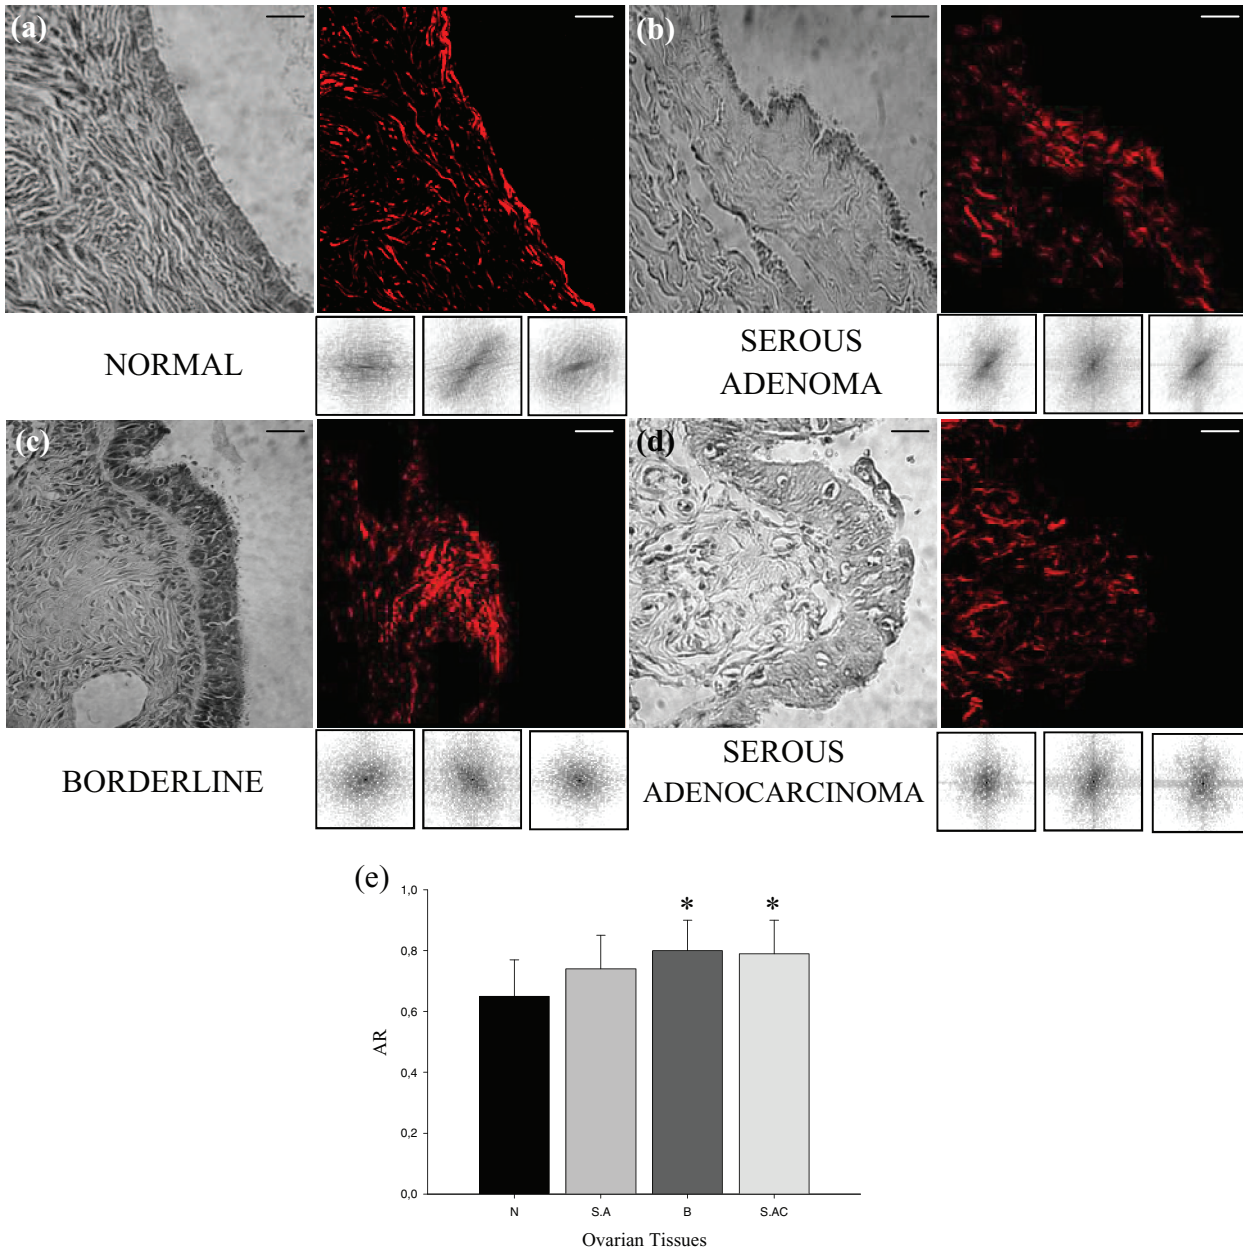 (a)
(b)
NORMAL
SEROUS
ADENOMA
(c)
(d)
BORDERLINE
SEROUS
ADENOCARCINOMA
(e)
1,0
0,8
0,6
0,4
0,2
0,0
AR
* *
N S.A B S.AC
Ovarian Tissues